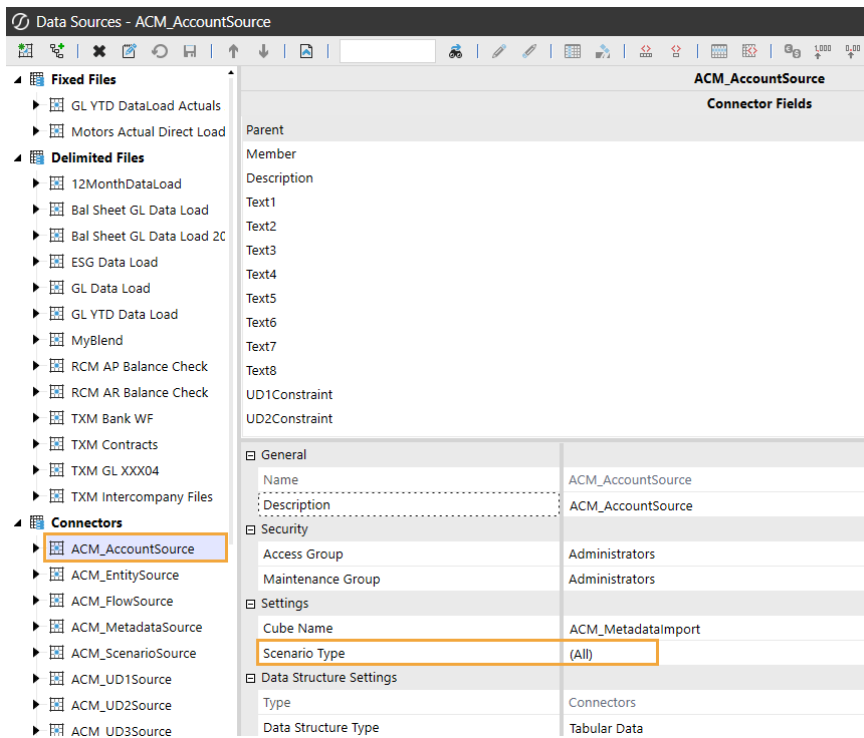 Data Sources - ACM_AccountSource
1,000 0.00
Fixed Files
GL YTD DataLoad Actuals
Motors Actual Direct Load
Delimited Files
12MonthDataLoad
Bal Sheet GL Data Load
Bal Sheet GL Data Load 20
ESG Data Load
GL Data Load
GL YTD Data Load
MyBlend
RCM AP Balance Check
RCM AR Balance Check
TXM Bank WF
TXM Contracts
TXM GL XXX04
TXM Intercompany Files
Connectors
ACM_AccountSource
ACM_EntitySource
ACM_FlowSource
ACM_MetadataSource
ACM_ScenarioSource
ACM_UD1Source
ACM_UD2Source
ACM_UD3Source
ACM_AccountSource
Connector Fields
Parent
Member
Description
Text1
Text2
Text3
Text4
Text5
Text6
Text7
Text8
UD1Constraint
UD2Constraint
General
Name ACM_AccountSource
Description ACM_AccountSource
Security
Access Group Administrators
Maintenance Group Administrators
Settings
Cube Name ACM_MetadataImport
Scenario Type (All)
Data Structure Settings
Type Connectors
Data Structure Type Tabular Data